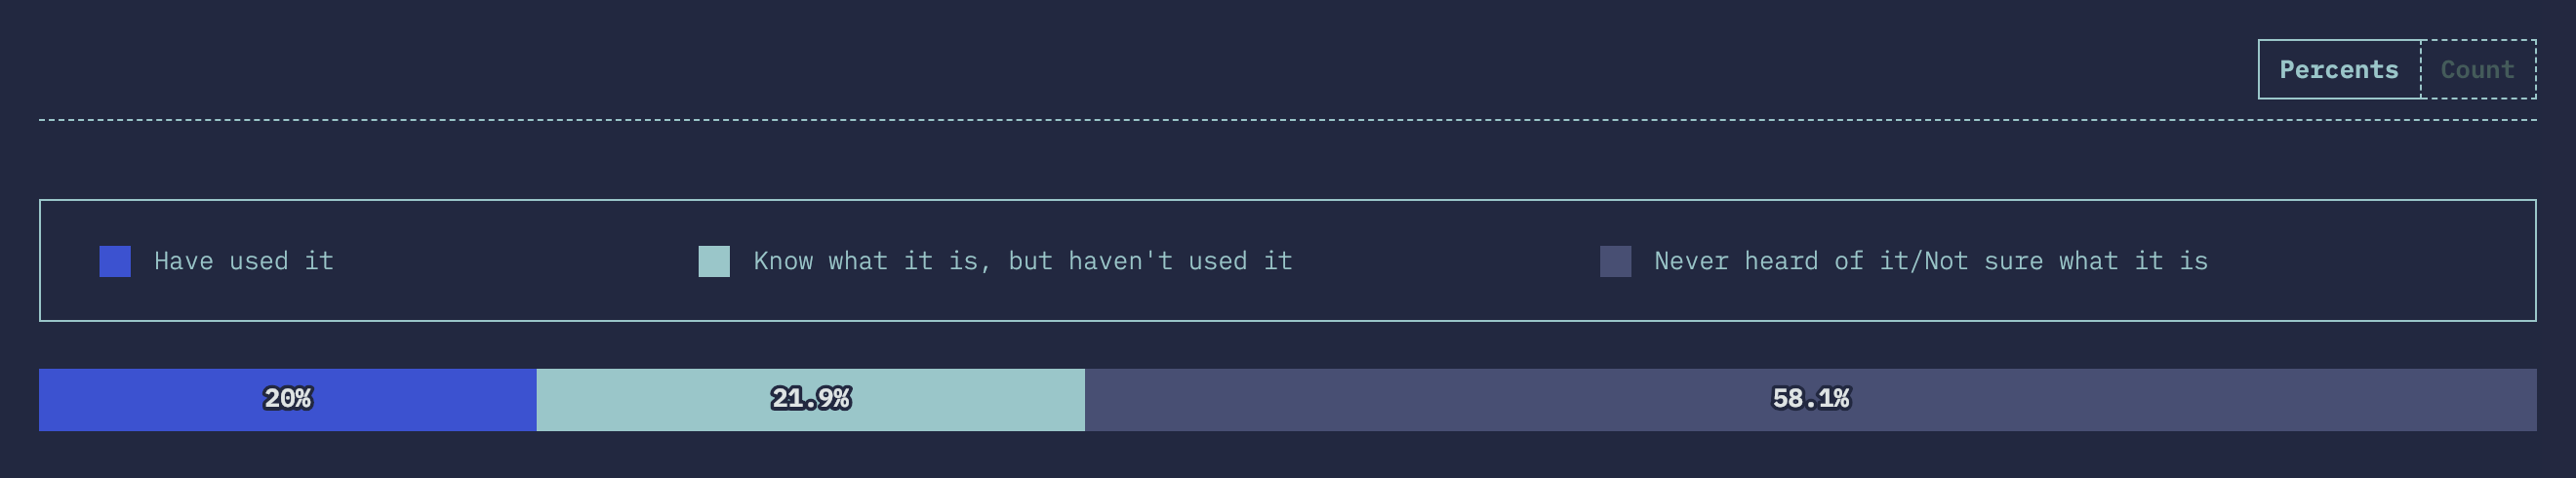 Percents Count
Have used it Know what it is, but haven't used it Never heard of it/Not sure what it is
20% 21.9% 58.1%